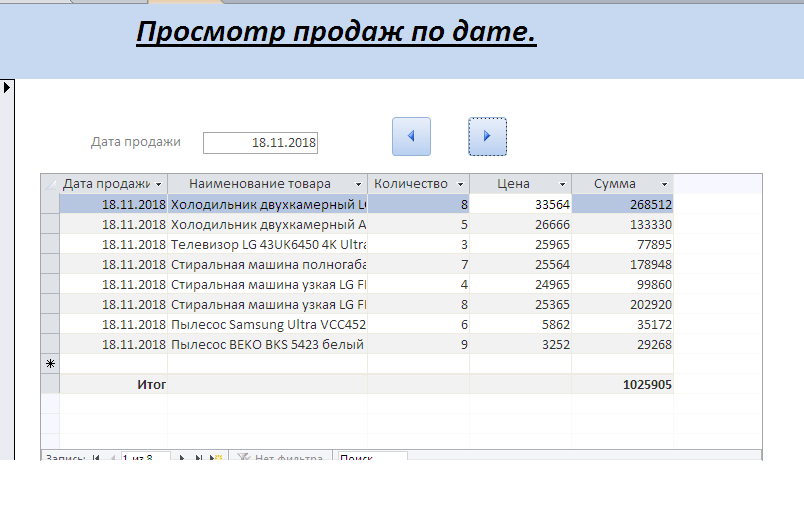 Просмотр продаж по дате.
Дата продажи 18.11.2018
Дата продажи Наименование товара Количество Цена Сумма
18.11.2018 Холодильник двухкамерный LG 8 33564 268512
18.11.2018 Холодильник двухкамерный A 5 26666 133330
18.11.2018 Телевизор LG 43UK6450 4K Ultra 3 25965 77895
18.11.2018 Стиральная машина полногаба 7 25564 178948
18.11.2018 Стиральная машина узкая LG F 4 24965 99860
18.11.2018 Стиральная машина узкая LG F 8 25365 202920
18.11.2018 Пылесос Samsung Ultra VCC452 6 5862 35172
18.11.2018 Пылесос BEKO BKS 5423 белый 9 3252 29268
Итог 1025905
Запись: 1 из 8 Нет фильтра Поиск